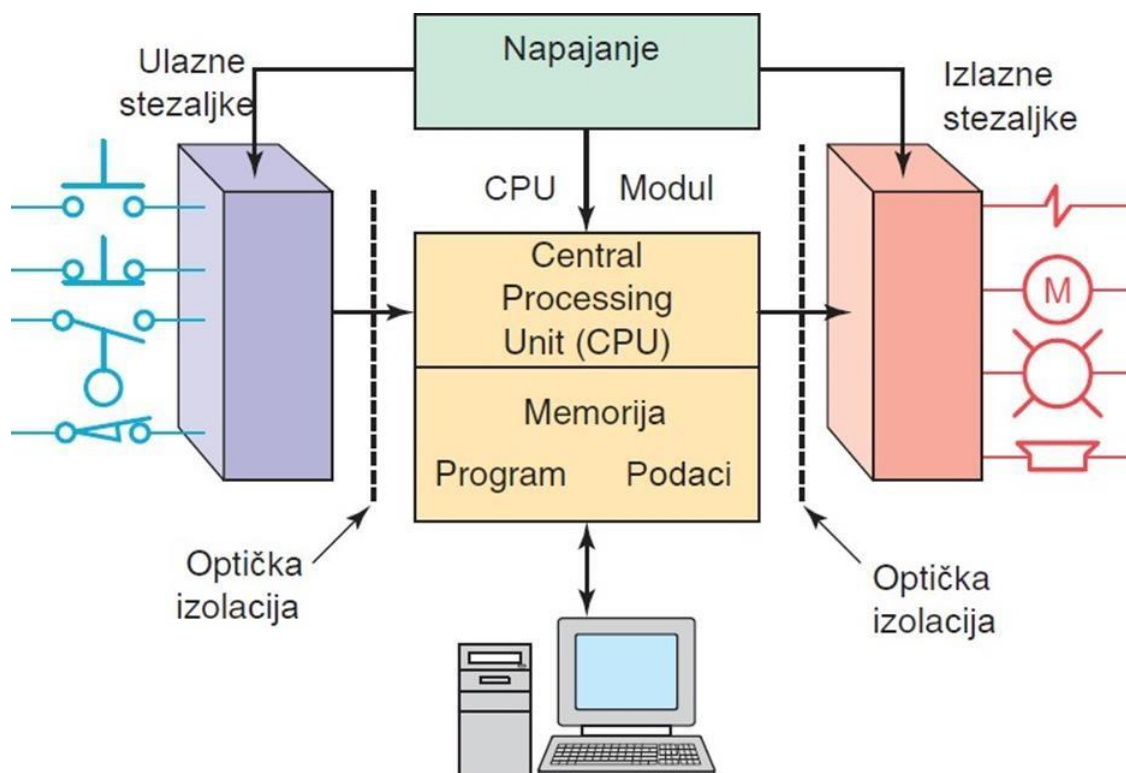 Napajanje
Ulazne
stezaljke
Izlazne
stezaljke
CPU Modul
Central
Processing
Unit (CPU)
M
Memorija
Program Podaci
Optička
izolacija
Optička
izolacija